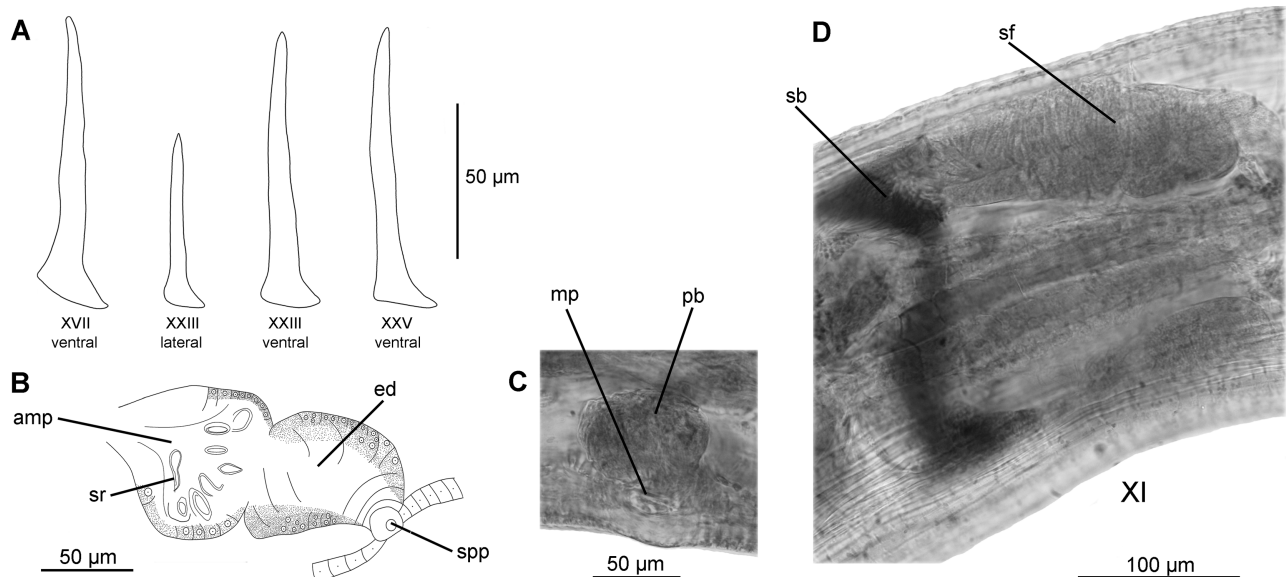 A
50 µm
XVII
ventral
XXIII
lateral
XXIII
ventral
XXV
ventral
B
amp
sr
ed
spp
50 µm
C
mp
pb
50 µm
D
sb
sf
XI
100 µm